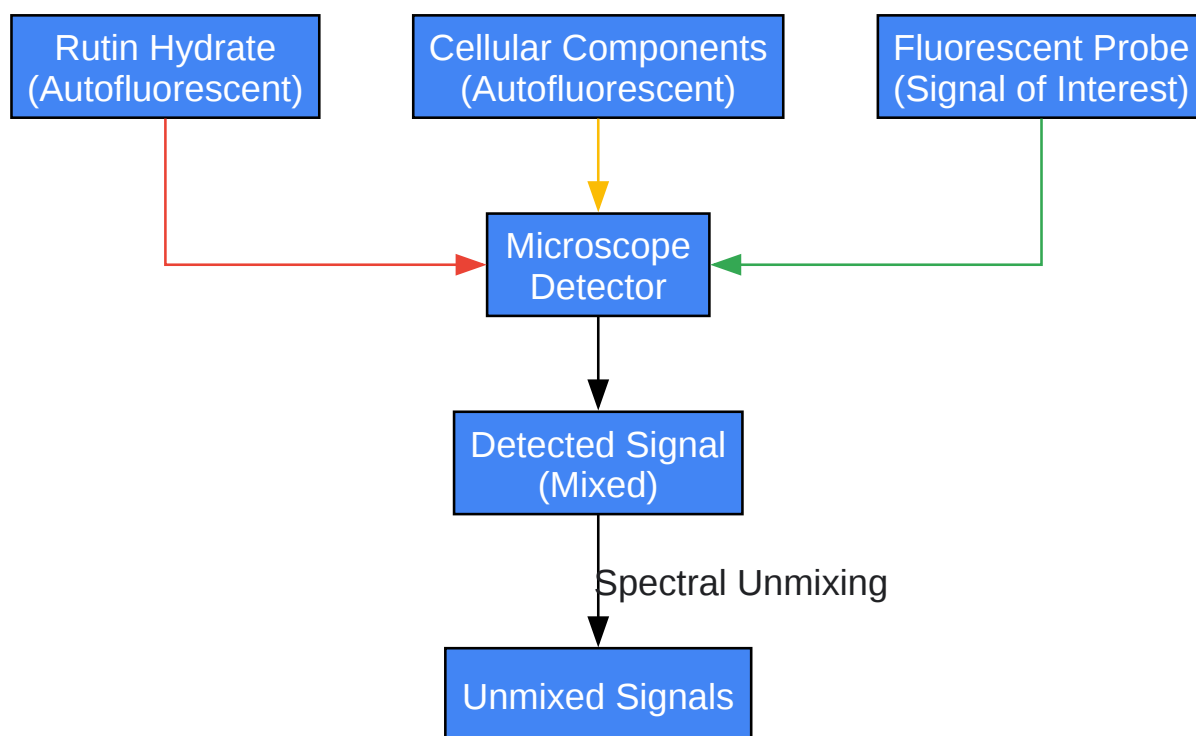 Rutin Hydrate
(Autofluorescent)
Cellular Components
(Autofluorescent)
Fluorescent Probe
(Signal of Interest)
Microscope
Detector
Detected Signal
(Mixed)
Spectral Unmixing
Unmixed Signals